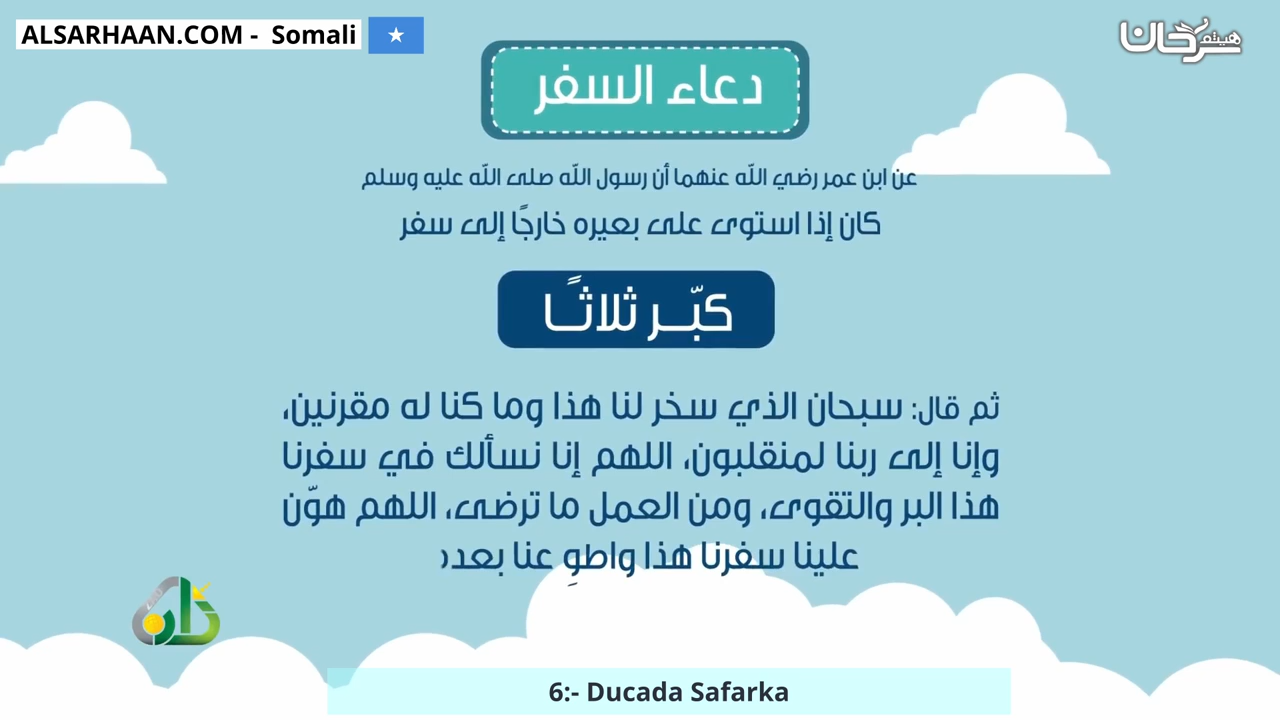 ALSARHAAN.COM - Somali
هيثم سرحان
دعاء السفر
عن ابن عمر رضي الله عنهما أن رسول الله صلى الله عليه وسلم
كان إذا استوى على بعيره خارجًا إلى سفر
كبّــر ثلاثــًا
ثم قال: سبحان الذي سخر لنا هذا وما كنا له مقرنين،
وإنا إلى ربنا لمنقلبون، اللهم إنا نسألك في سفرنا
هذا البر والتقوى، ومن العمل ما ترضى، اللهم هوّن
علينا سفرنا هذا واطوِ عنا بعده
6:- Ducada Safarka